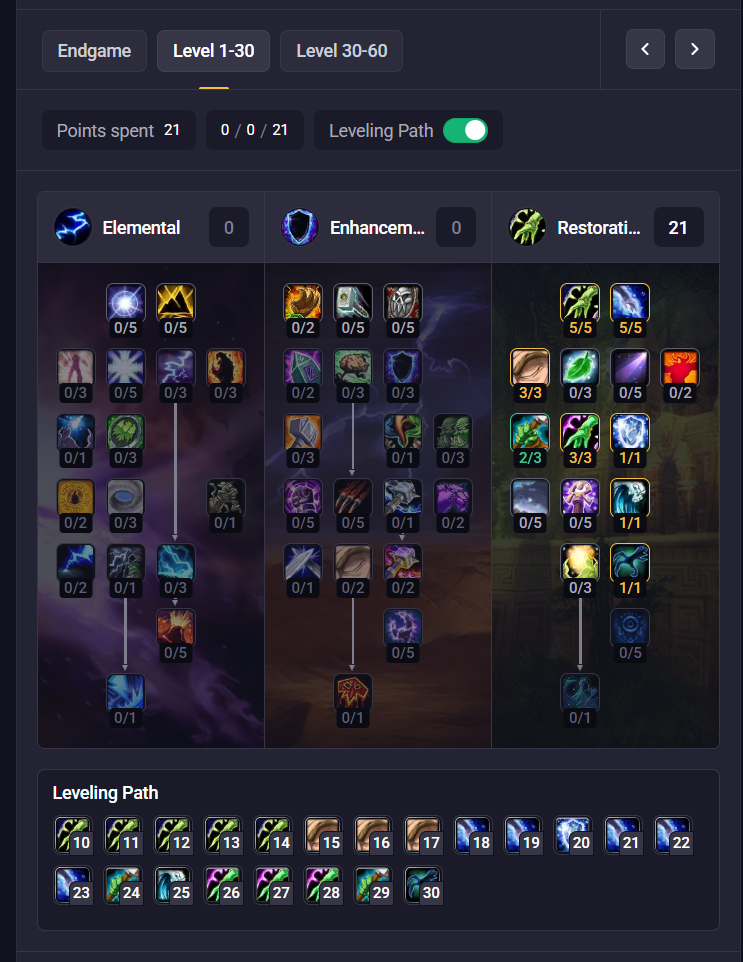 Endgame Level 1-30 Level 30-60
Points spent 21 0 / 0 / 21 Leveling Path
Elemental 0 Enhancem... 0 Restorati... 21
0/5 0/5 0/2 0/5 0/5 5/5 5/5
0/3 0/5 0/3 0/3 0/2 0/3 0/3 3/3 0/3 0/5 0/2
0/1 0/3 0/3 0/1 0/3 2/3 3/3 1/1
0/2 0/3 0/1 0/5 0/5 0/1 0/2 0/5 0/5 1/1
0/2 0/1 0/3 0/1 0/2 0/2 0/3 1/1
0/5 0/5 0/5
0/1 0/1 0/1
Leveling Path
10 11 12 13 14 15 16 17 18 19 20 21 22
23 24 25 26 27 28 29 30